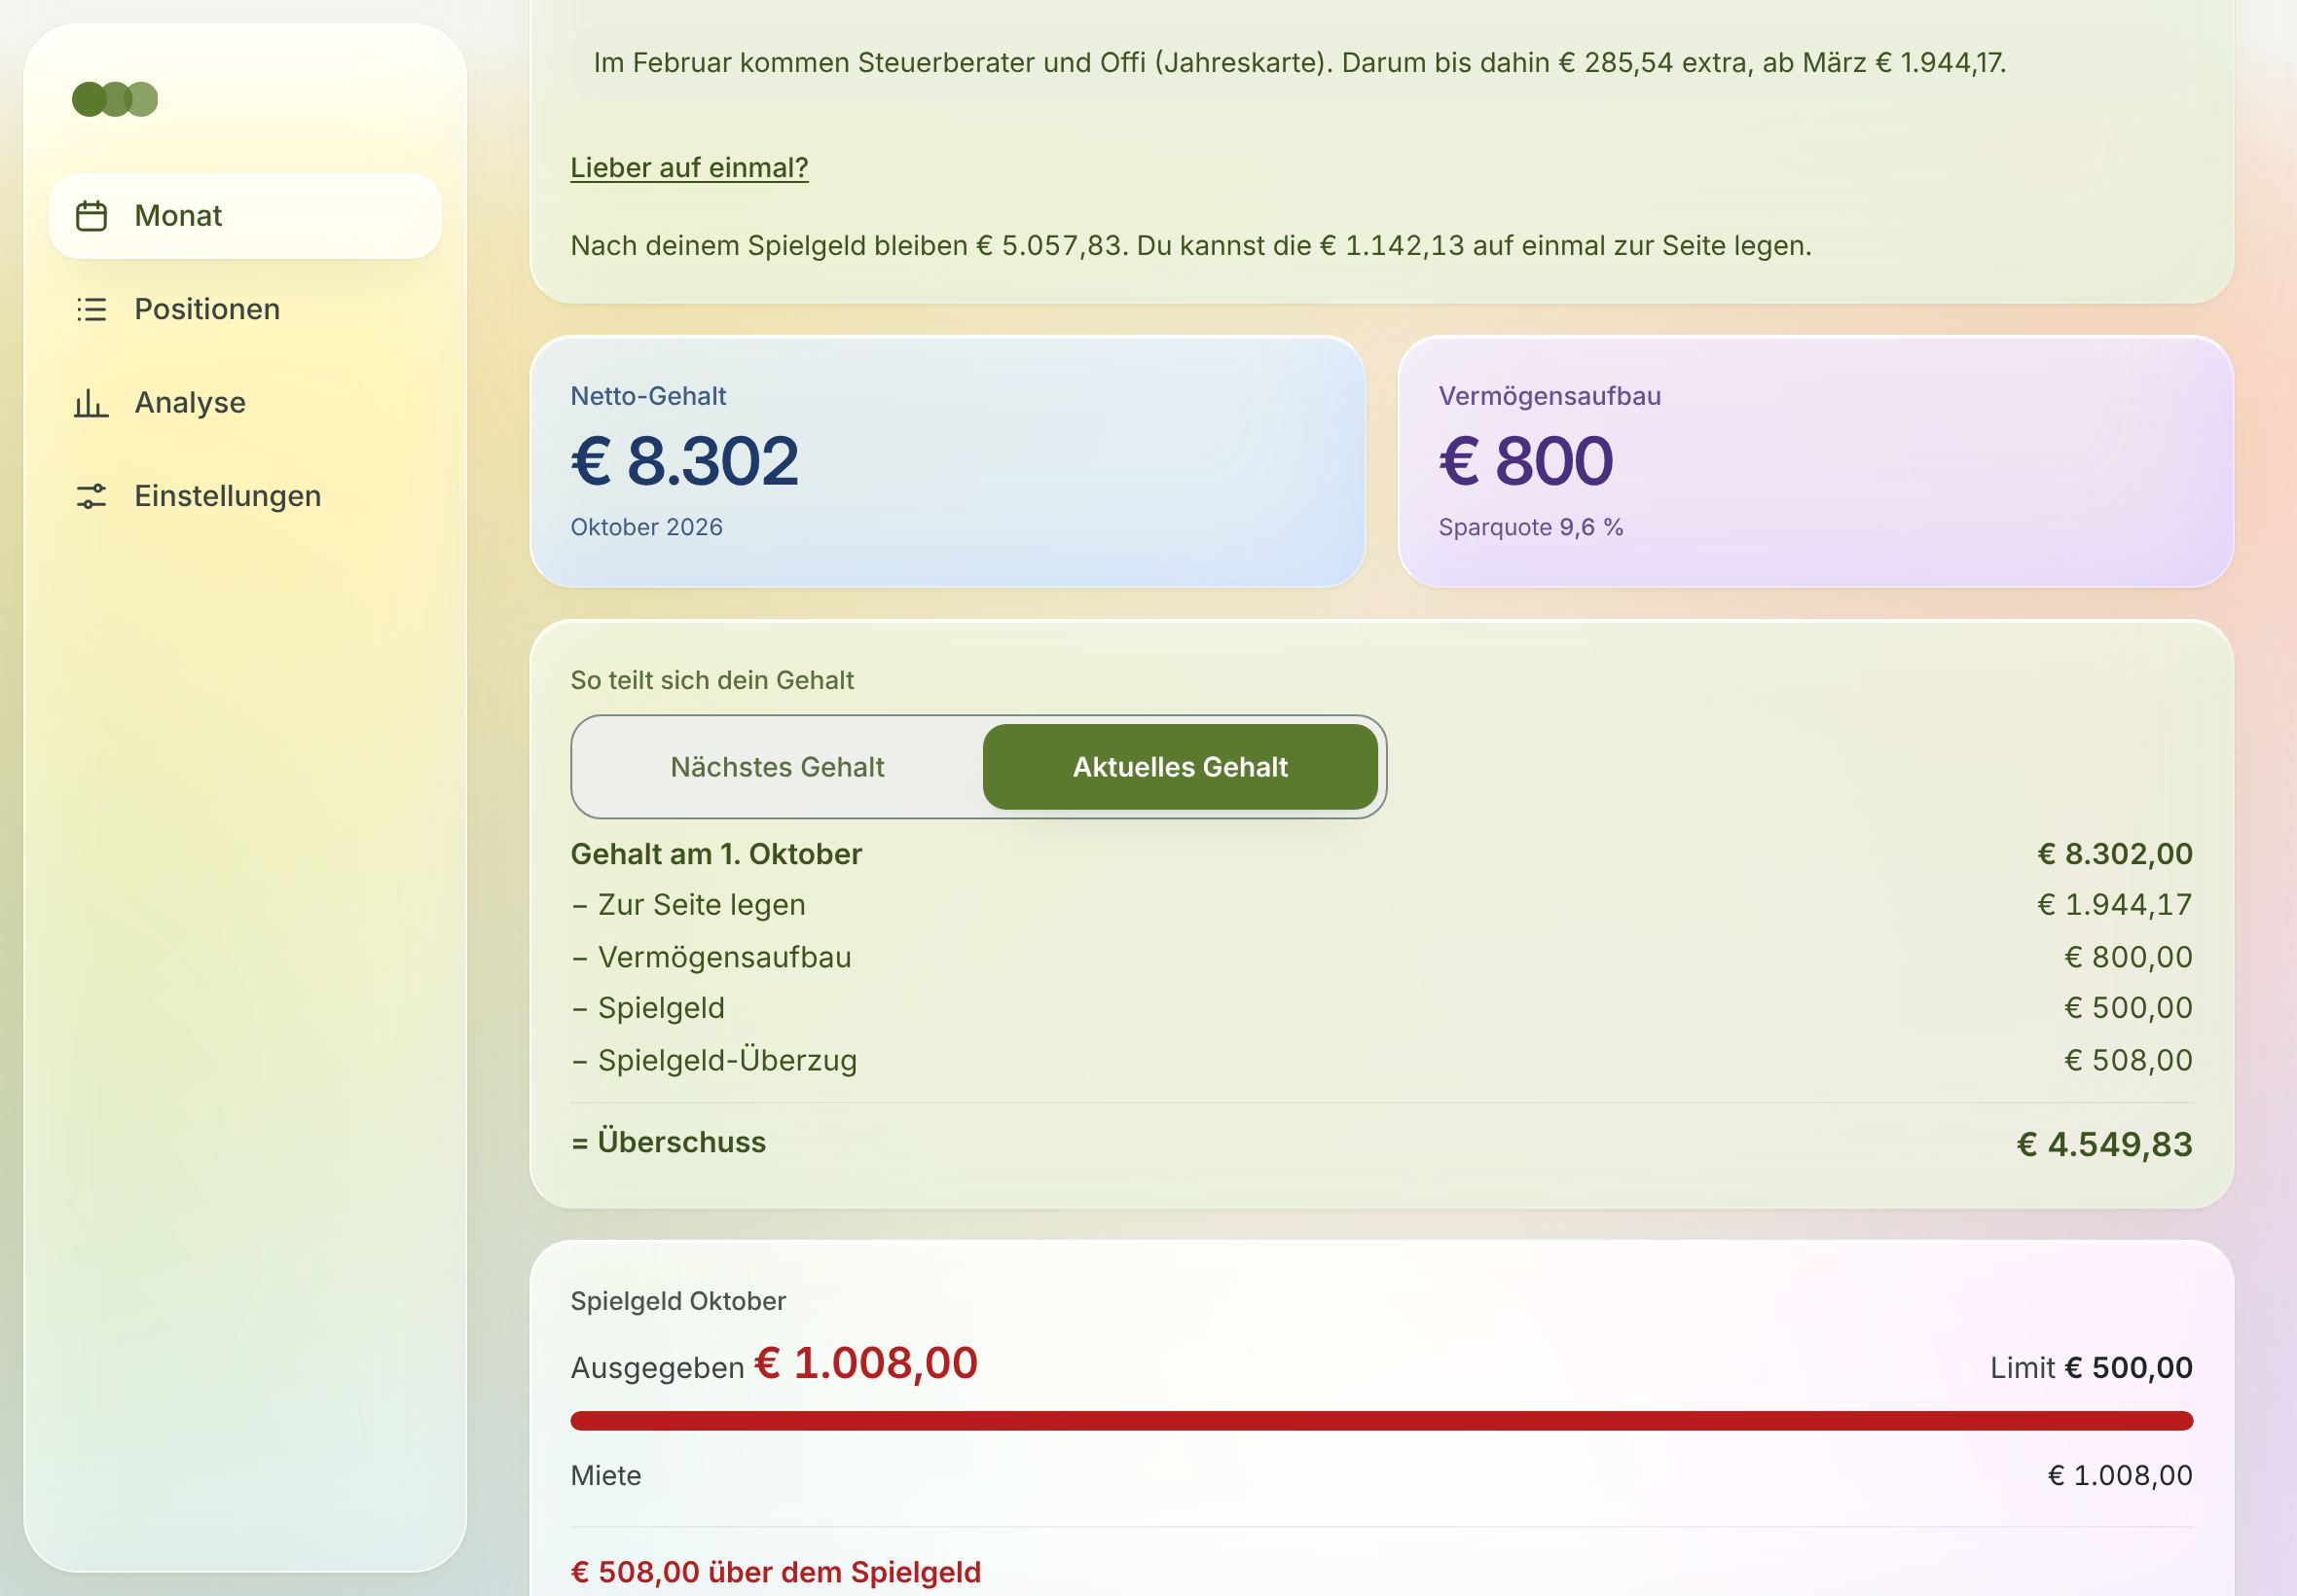 Monat
Positionen
Analyse
Einstellungen
Im Februar kommen Steuerberater und Offi (Jahreskarte). Darum bis dahin € 285,54 extra, ab März € 1.944,17.
Lieber auf einmal?
Nach deinem Spielgeld bleiben € 5.057,83. Du kannst die € 1.142,13 auf einmal zur Seite legen.
Netto-Gehalt
€ 8.302
Oktober 2026
Vermögensaufbau
€ 800
Sparquote 9,6 %
So teilt sich dein Gehalt
Nächstes Gehalt
Aktuelles Gehalt
Gehalt am 1. Oktober € 8.302,00
– Zur Seite legen € 1.944,17
– Vermögensaufbau € 800,00
– Spielgeld € 500,00
– Spielgeld-Überzug € 508,00
= Überschuss € 4.549,83
Spielgeld Oktober
Ausgegeben € 1.008,00 Limit € 500,00
Miete € 1.008,00
€ 508,00 über dem Spielgeld